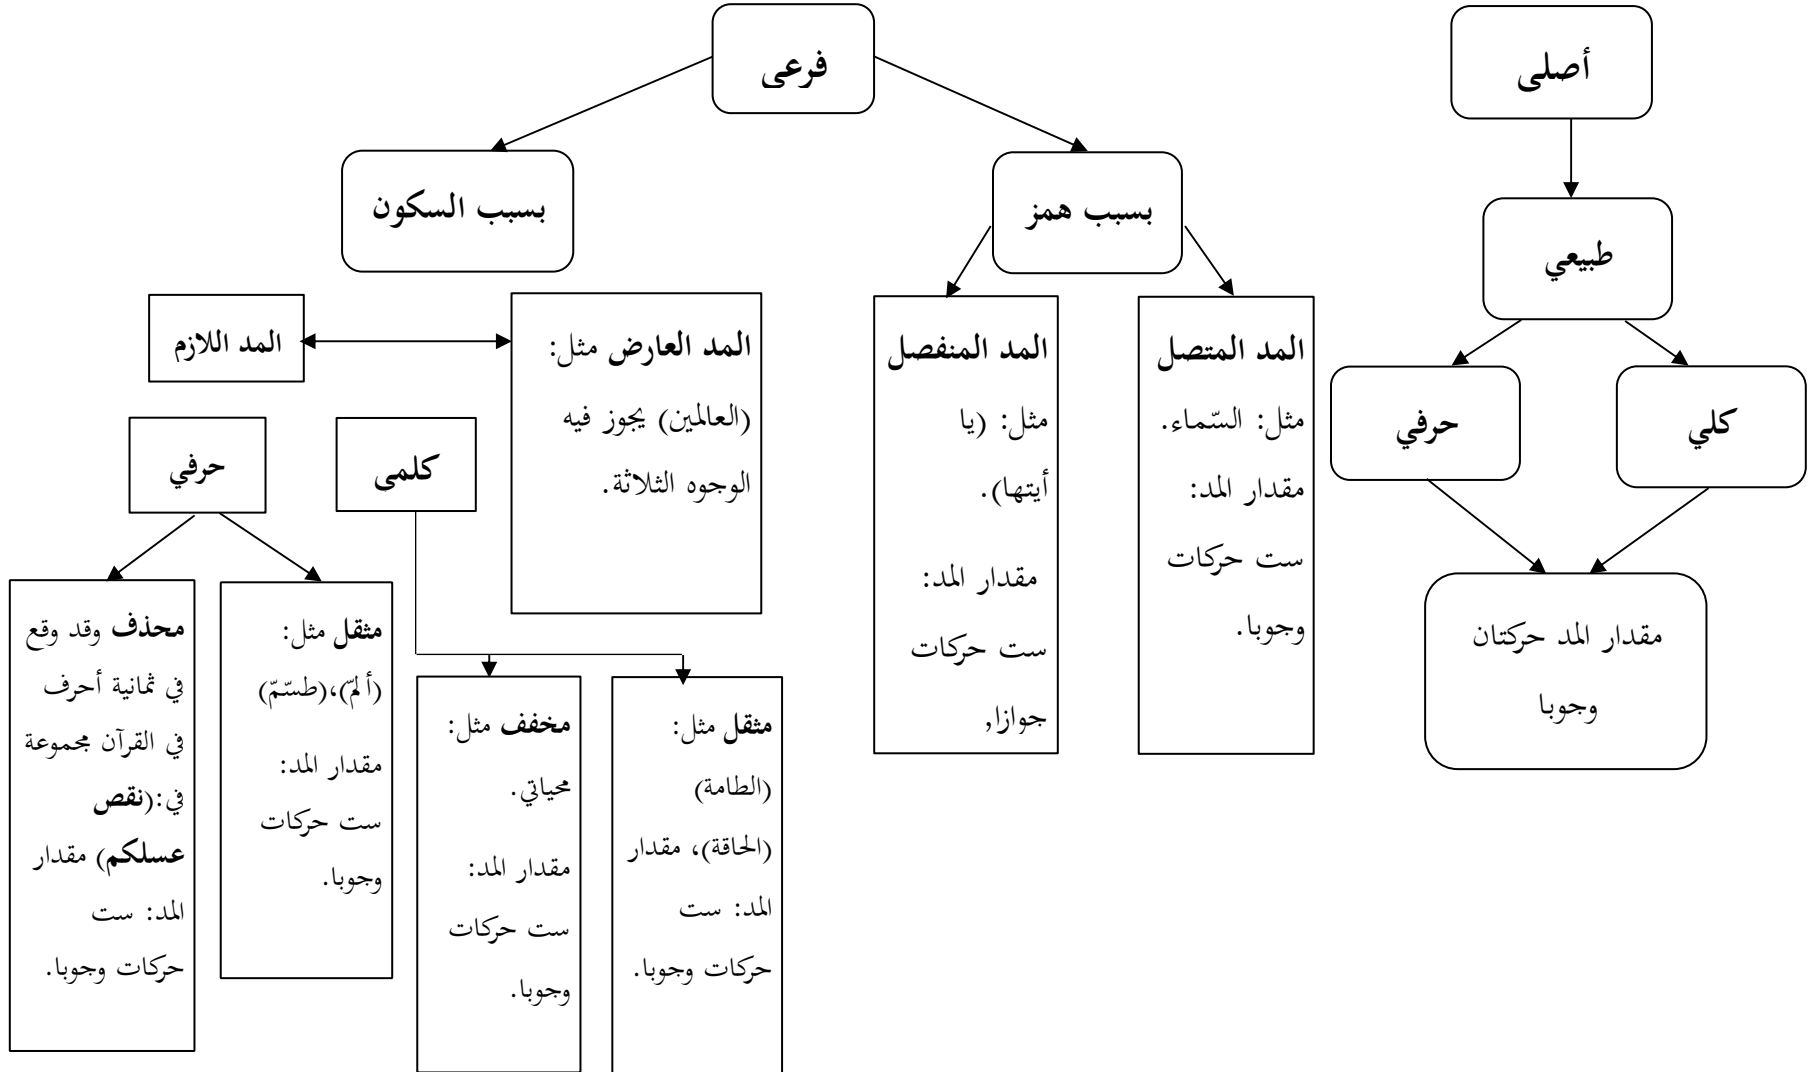 أصلى
طبيعي
كلي
حرفي
مقدار المد حركتان
وجوبا
فرعى
بسبب همز
المد المتصل
مثل: السّماء.
مقدار المد:
ست حركات
وجوبا.
المد المنفصل
مثل: (يا
أيتها).
مقدار المد:
ست حركات
جوازا,
بسبب السكون
المد العارض مثل:
(العالمين) يجوز فيه
الوجوه الثلاثة.
المد اللازم
كلمى
مثقل مثل:
(الطامة)
(الحاقة)، مقدار
المد: ست
حركات وجوبا.
مخفف مثل:
محياتي.
مقدار المد:
ست حركات
وجوبا.
حرفي
مثقل مثل:
(ألمّ)،(طسّمّ)
مقدار المد:
ست حركات
وجوبا.
محذف وقد وقع
في ثمانية أحرف
في القرآن مجموعة
في:(نقص
عسلكم) مقدار
المد: ست
حركات وجوبا.